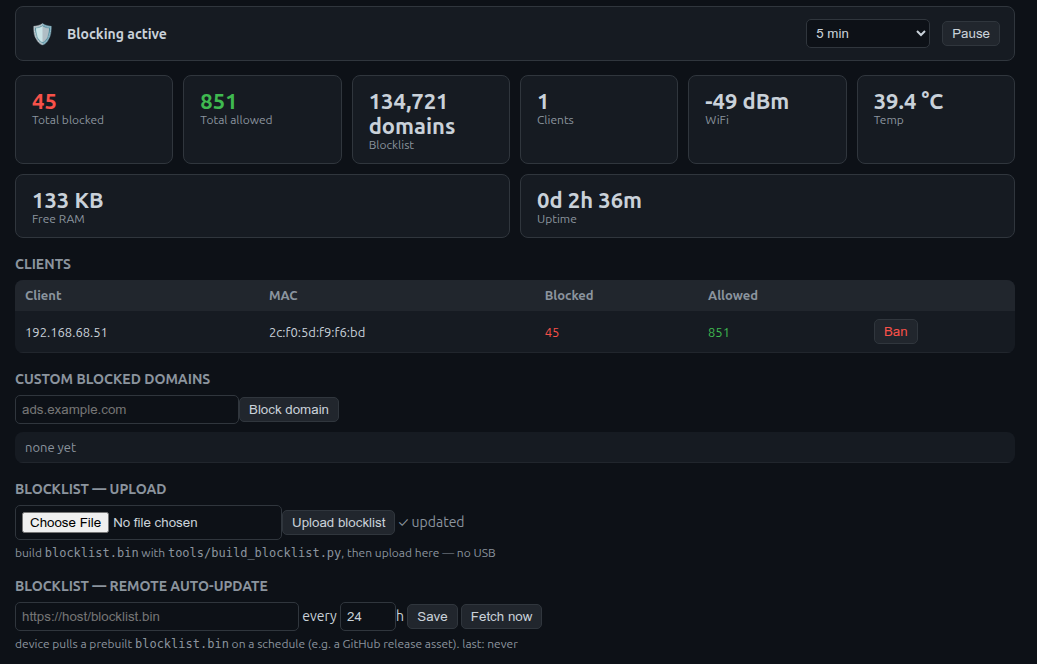 Blocking active
5 min
Pause
45
Total blocked
851
Total allowed
134,721
domains
Blocklist
1
Clients
-49 dBm
WiFi
39.4 °C
Temp
133 KB
Free RAM
0d 2h 36m
Uptime
CLIENTS
Client MAC Blocked Allowed
192.168.68.51 2c:f0:5d:f9:f6:bd 45 851 Ban
CUSTOM BLOCKED DOMAINS
ads.example.com Block domain
none yet
BLOCKLIST — UPLOAD
Choose File No file chosen Upload blocklist ✓ updated
build blocklist.bin with tools/build_blocklist.py, then upload here — no USB
BLOCKLIST — REMOTE AUTO-UPDATE
https://host/blocklist.bin every 24 h Save Fetch now
device pulls a prebuilt blocklist.bin on a schedule (e.g. a GitHub release asset). last: never